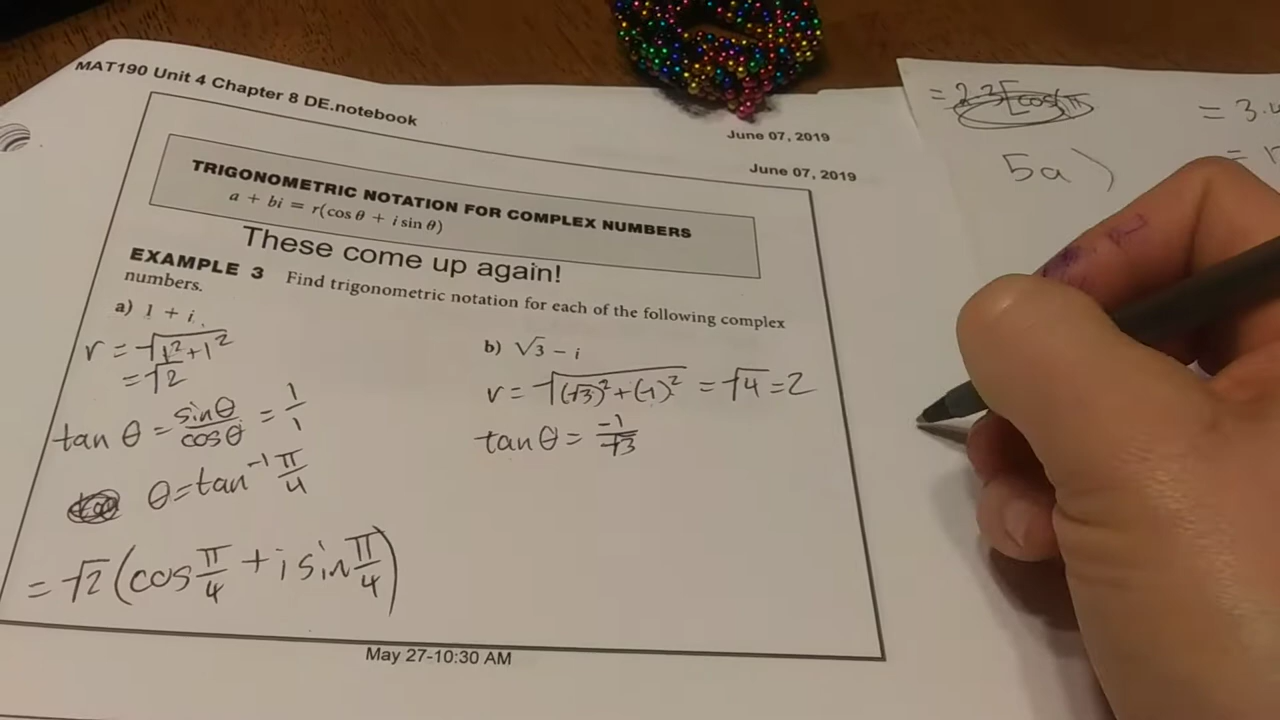 MAT190 Unit 4 Chapter 8 DE.notebook
June 07, 2019
June 07, 2019
TRIGONOMETRIC NOTATION FOR COMPLEX NUMBERS
a + bi = r(cos θ + i sin θ)
These come up again!
EXAMPLE 3 Find trigonometric notation for each of the following complex
numbers.
a) 1 + i
r = √1² + 1²
= √2
tan θ = sinθ/cosθ = 1/1
θ = tan⁻¹ π/4
= √2 (cos π/4 + i sin π/4)
b) √3 − i
r = √(√3)² + (-1)² = √4 = 2
tan θ = -1/√3
May 27-10:30 AM
5a)